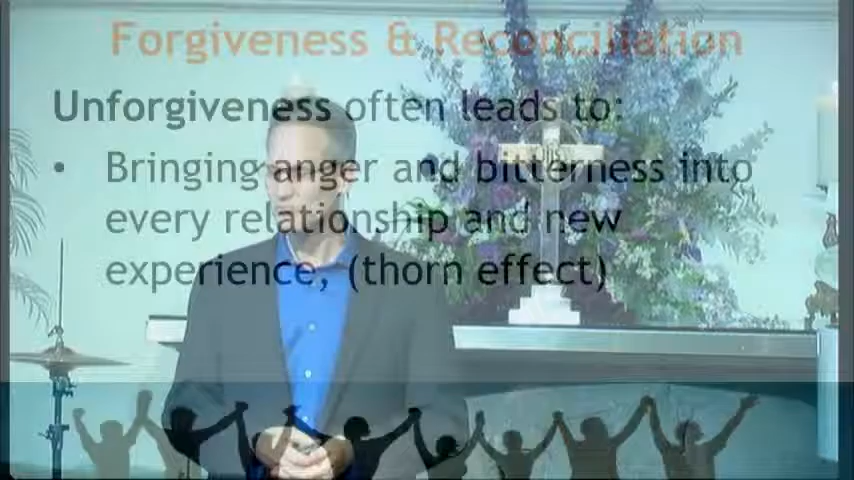 Forgiveness & Reconciliation
Unforgiveness often leads to:
• Bringing anger and bitterness into
every relationship and new
experience, (thorn effect)